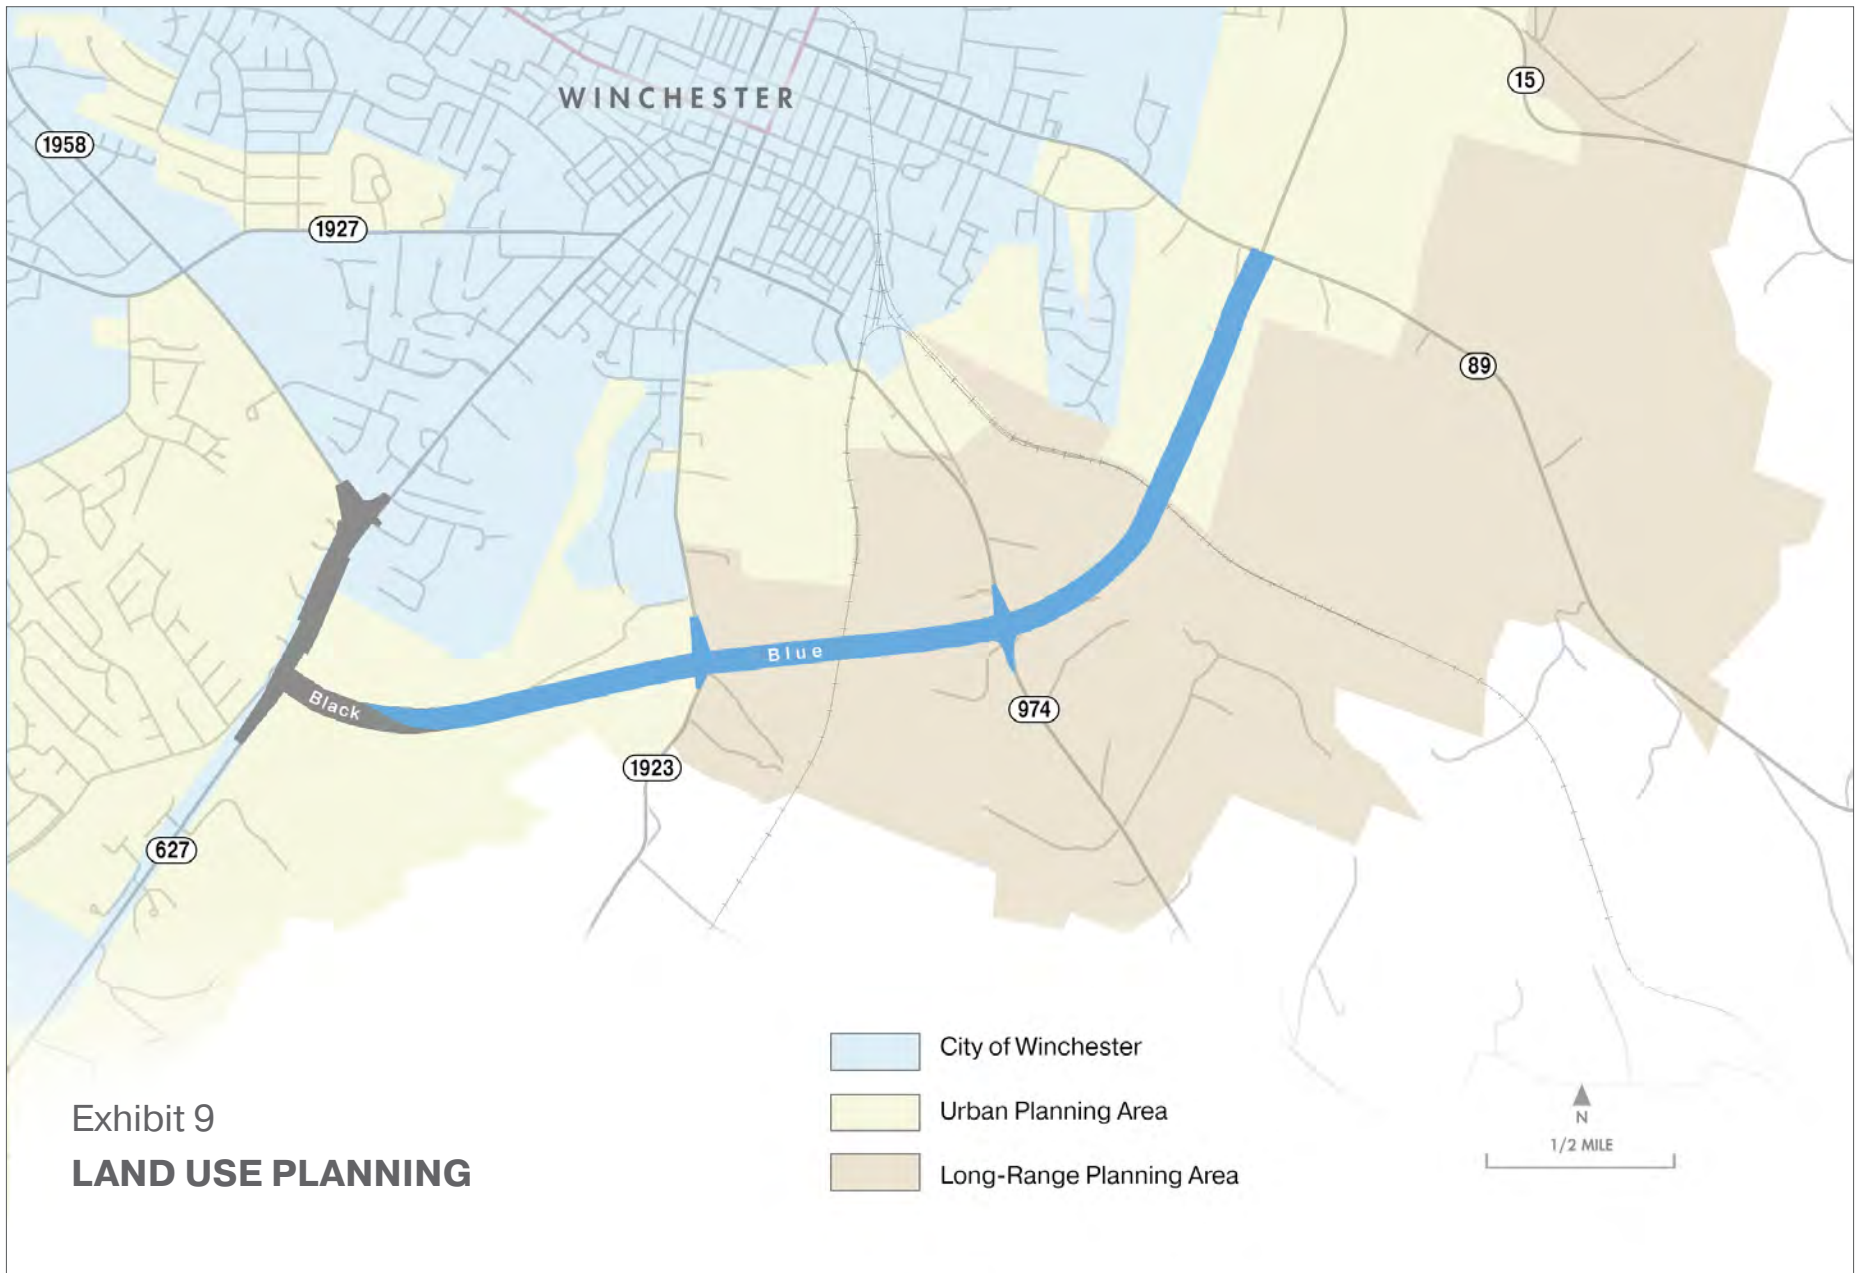 WINCHESTER
15
1958
1927
89
Blue
Black
974
1923
627
City of Winchester
Urban Planning Area
Long-Range Planning Area
N
1/2 MILE
Exhibit 9
LAND USE PLANNING